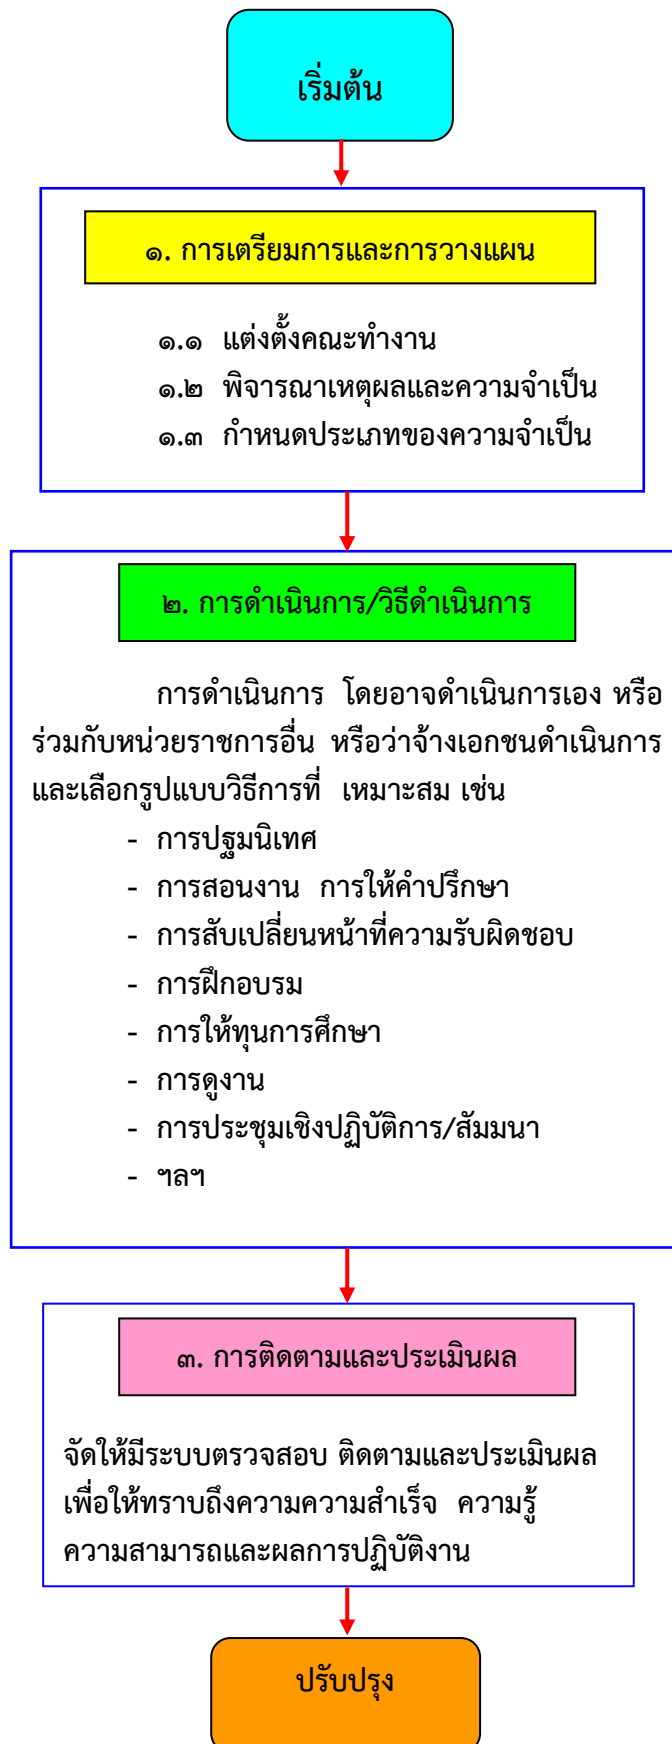 เริ่มต้น
๑. การเตรียมการและการวางแผน
๑.๑ แต่งตั้งคณะทำงาน
๑.๒ พิจารณาเหตุผลและความจำเป็น
๑.๓ กำหนดประเภทของความจำเป็น
๒. การดำเนินการ/วิธีดำเนินการ
การดำเนินการ โดยอาจดำเนินการเอง หรือ
ร่วมกับหน่วยราชการอื่น หรือว่าจ้างเอกชนดำเนินการ
และเลือกรูปแบบวิธีการที่ เหมาะสม เช่น
- การปฐมนิเทศ
- การสอนงาน การให้คำปรึกษา
- การสับเปลี่ยนหน้าที่ความรับผิดชอบ
- การฝึกอบรม
- การให้ทุนการศึกษา
- การดูงาน
- การประชุมเชิงปฏิบัติการ/สัมมนา
- ฯลฯ
๓. การติดตามและประเมินผล
จัดให้มีระบบตรวจสอบ ติดตามและประเมินผล
เพื่อให้ทราบถึงความความสำเร็จ ความรู้
ความสามารถและผลการปฏิบัติงาน
ปรับปรุง